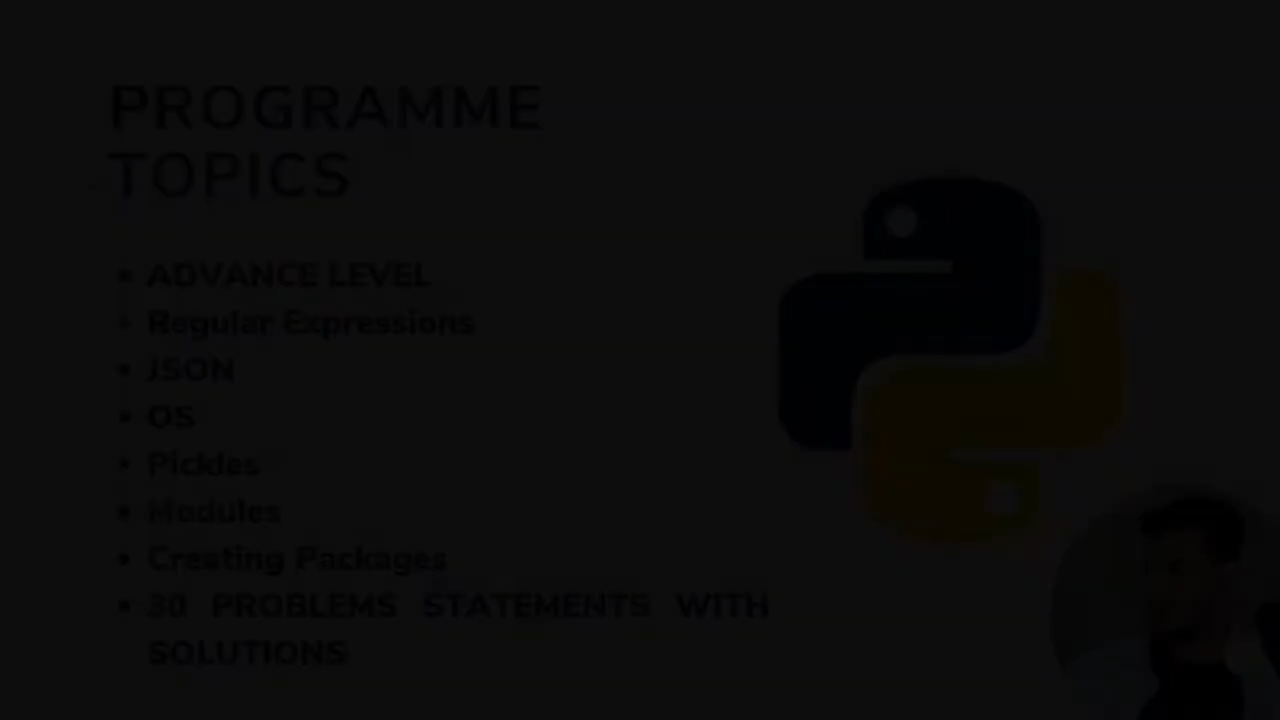 PROGRAMME
TOPICS
• ADVANCE LEVEL
• Regular Expressions
• JSON
• OS
• Pickles
• Modules
• Creating Packages
• 30 PROBLEMS STATEMENTS WITH
SOLUTIONS